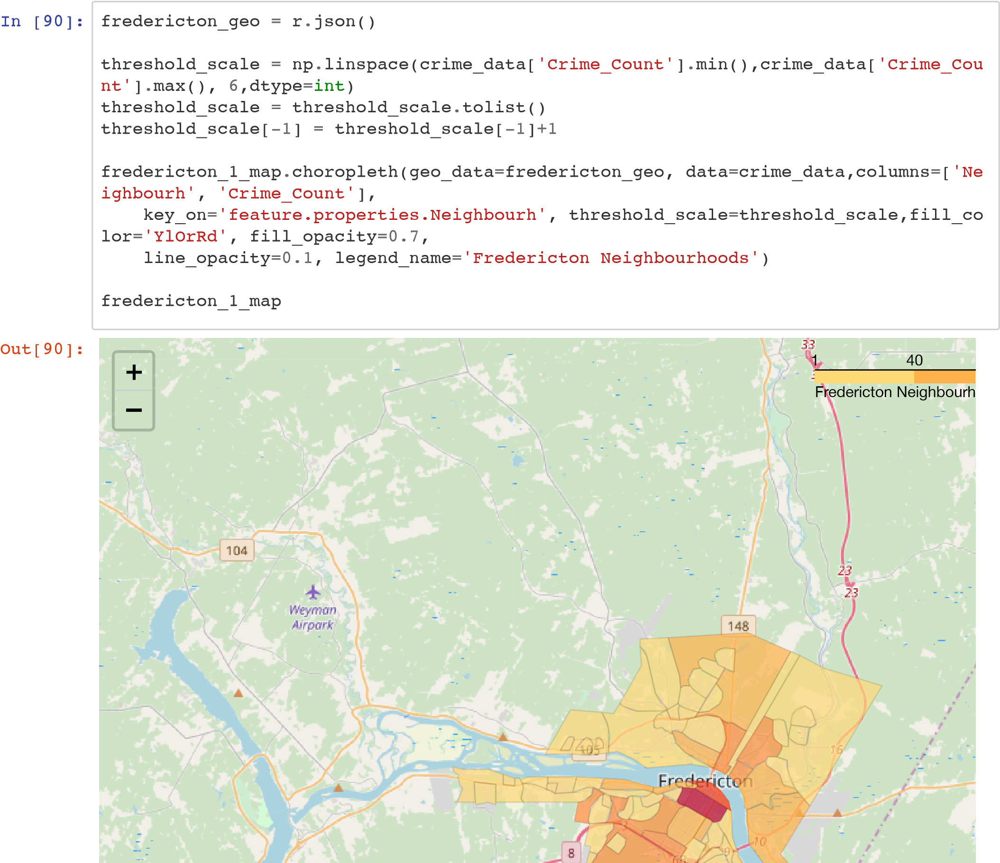 In [90]:
fredericton_geo = r.json()
threshold_scale = np.linspace(crime_data['Crime_Count'].min(),crime_data['Crime_Cou
nt'].max(), 6,dtype=int)
threshold_scale = threshold_scale.tolist()
threshold_scale[-1] = threshold_scale[-1]+1
fredericton_1_map.choropleth(geo_data=fredericton_geo, data=crime_data,columns=['Ne
ighbourh', 'Crime_Count'],
    key_on='feature.properties.Neighbourh', threshold_scale=threshold_scale,fill_co
lor='YlOrRd', fill_opacity=0.7,
    line_opacity=0.1, legend_name='Fredericton Neighbourhoods')
fredericton_1_map
Out[90]:
+
−
33
1
40
Fredericton Neighbourh
104
23
23
Weyman
Airpark
148
105
16
Fredericton
3
10
9
8